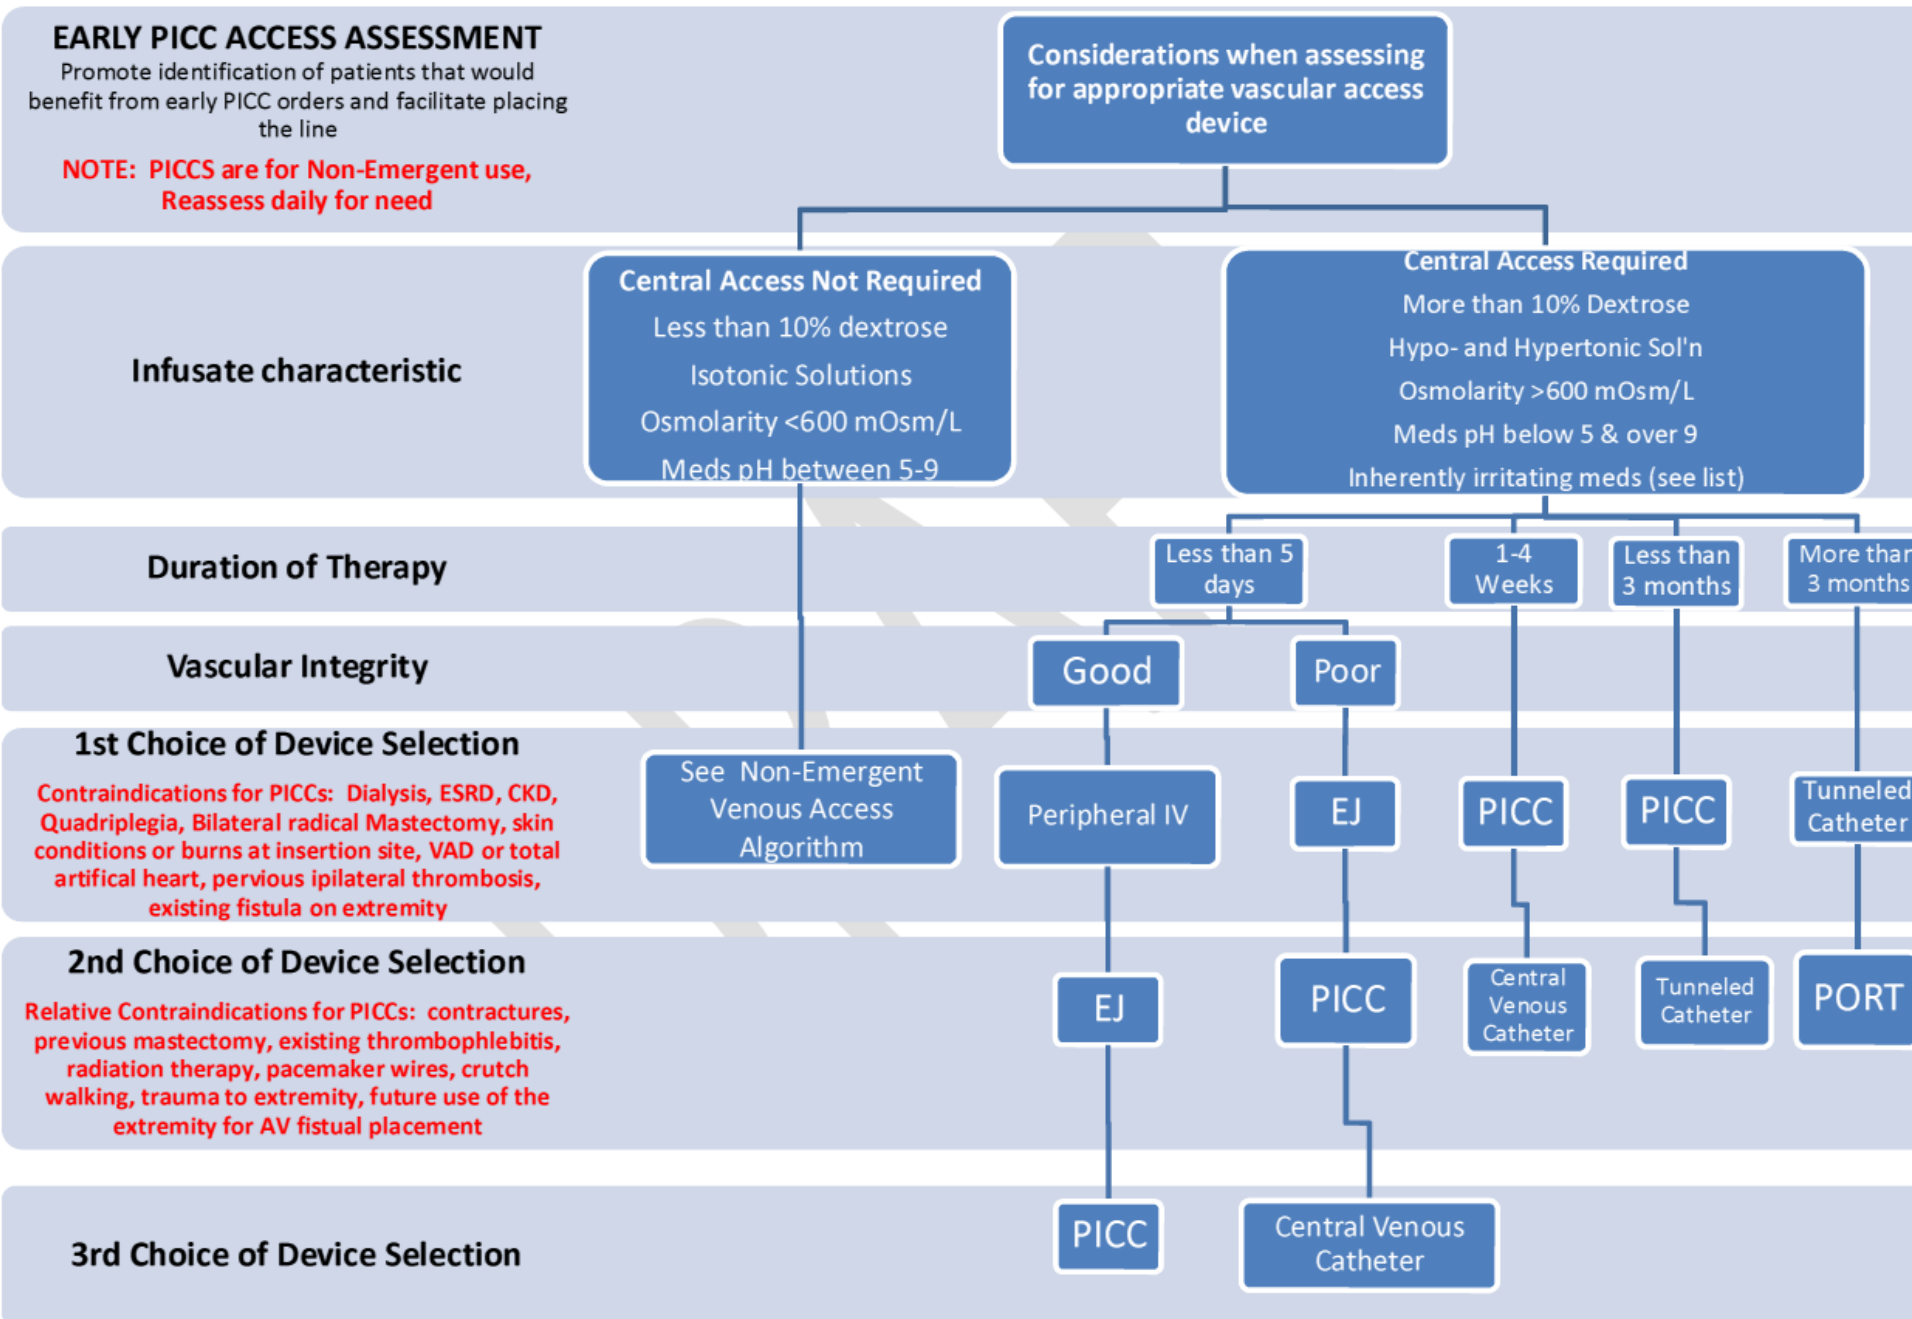 EARLY PICC ACCESS ASSESSMENT
Promote identification of patients that would
benefit from early PICC orders and facilitate placing
the line
NOTE:  PICCS are for Non-Emergent use,
Reassess daily for need
Considerations when assessing
for appropriate vascular access
device
Infusate characteristic
Central Access Not Required
Less than 10% dextrose
Isotonic Solutions
Osmolarity <600 mOsm/L
Meds pH between 5-9
Central Access Required
More than 10% Dextrose
Hypo- and Hypertonic Sol'n
Osmolarity >600 mOsm/L
Meds pH below 5 & over 9
Inherently irritating meds (see list)
Duration of Therapy
Less than 5
days
1-4
Weeks
Less than
3 months
More than
3 months
Vascular Integrity
Good
Poor
1st Choice of Device Selection
Contraindications for PICCs:  Dialysis, ESRD, CKD,
Quadriplegia, Bilateral radical Mastectomy, skin
conditions or burns at insertion site, VAD or total
artifical heart, pervious ipilateral thrombosis,
existing fistula on extremity
See  Non-Emergent
Venous Access
Algorithm
Peripheral IV
EJ
PICC
PICC
Tunneled
Catheter
2nd Choice of Device Selection
Relative Contraindications for PICCs:  contractures,
previous mastectomy, existing thrombophlebitis,
radiation therapy, pacemaker wires, crutch
walking, trauma to extremity, future use of the
extremity for AV fistual placement
EJ
PICC
Central
Venous
Catheter
Tunneled
Catheter
PORT
3rd Choice of Device Selection
PICC
Central Venous
Catheter